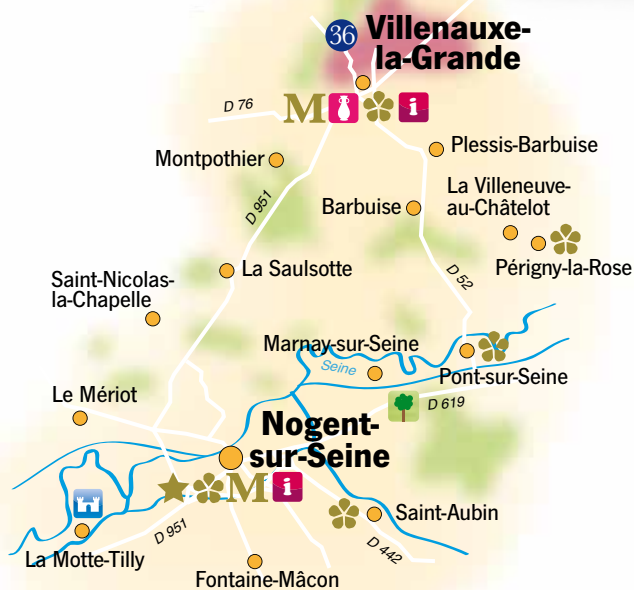 36
Villenauxe-
la-Grande
D 76
M
i
Montpothier
Plessis-Barbuise
La Villeneuve-
au-Châtelot
D 951
Barbuise
Périgny-la-Rose
La Saulsotte
D 52
Saint-Nicolas-
la-Chapelle
Marnay-sur-Seine
Seine
Pont-sur-Seine
Le Mériot
D 619
Nogent-
sur-Seine
M
i
D 951
Saint-Aubin
D 442
La Motte-Tilly
Fontaine-Mâcon